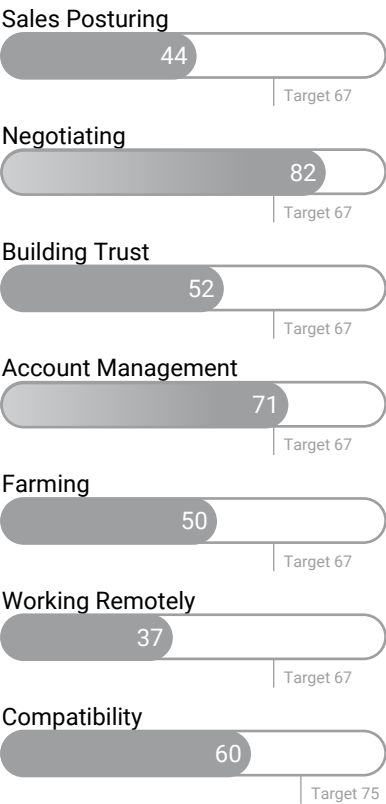 Sales Posturing
44
Target 67
Negotiating
82
Target 67
Building Trust
52
Target 67
Account Management
71
Target 67
Farming
50
Target 67
Working Remotely
37
Target 67
Compatibility
60
Target 75